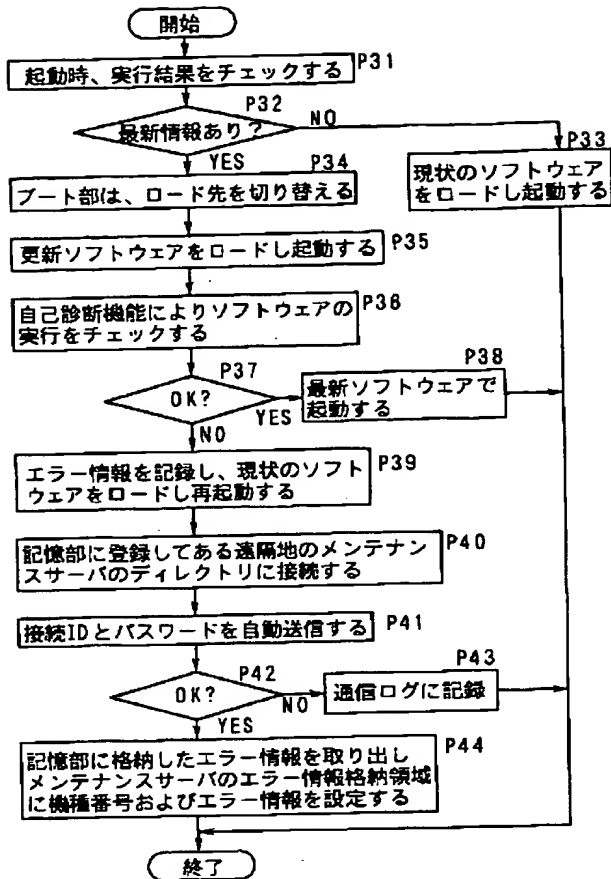 開始
起動時、実行結果をチェックする
P31
P32
最新情報あり？
NO
YES
P33
現状のソフトウェア
をロードし起動する
P34
ブート部は、ロード先を切り替える
更新ソフトウェアをロードし起動する
P35
自己診断機能によりソフトウェアの
実行をチェックする
P36
P37
OK?
YES
NO
P38
最新ソフトウェアで
起動する
エラー情報を記録し、現状のソフト
ウェアをロードし再起動する
P39
記憶部に登録してある遠隔地のメンテナン
スサーバのディレクトリに接続する
P40
接続IDとパスワードを自動送信する
P41
P42
OK?
NO
YES
P43
通信ログに記録
P44
記憶部に格納したエラー情報を取り出し
メンテナンスサーバのエラー情報格納領域
に機種番号およびエラー情報を設定する
終了